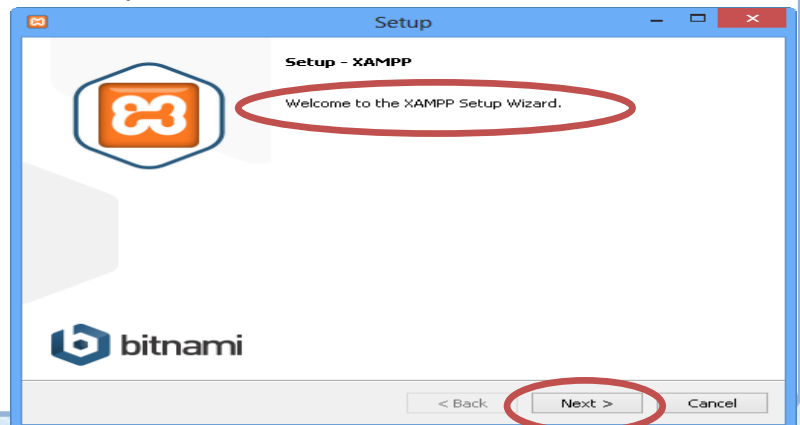 Setup
Setup - XAMPP
Welcome to the XAMPP Setup Wizard.
bitnami
< Back Next > Cancel